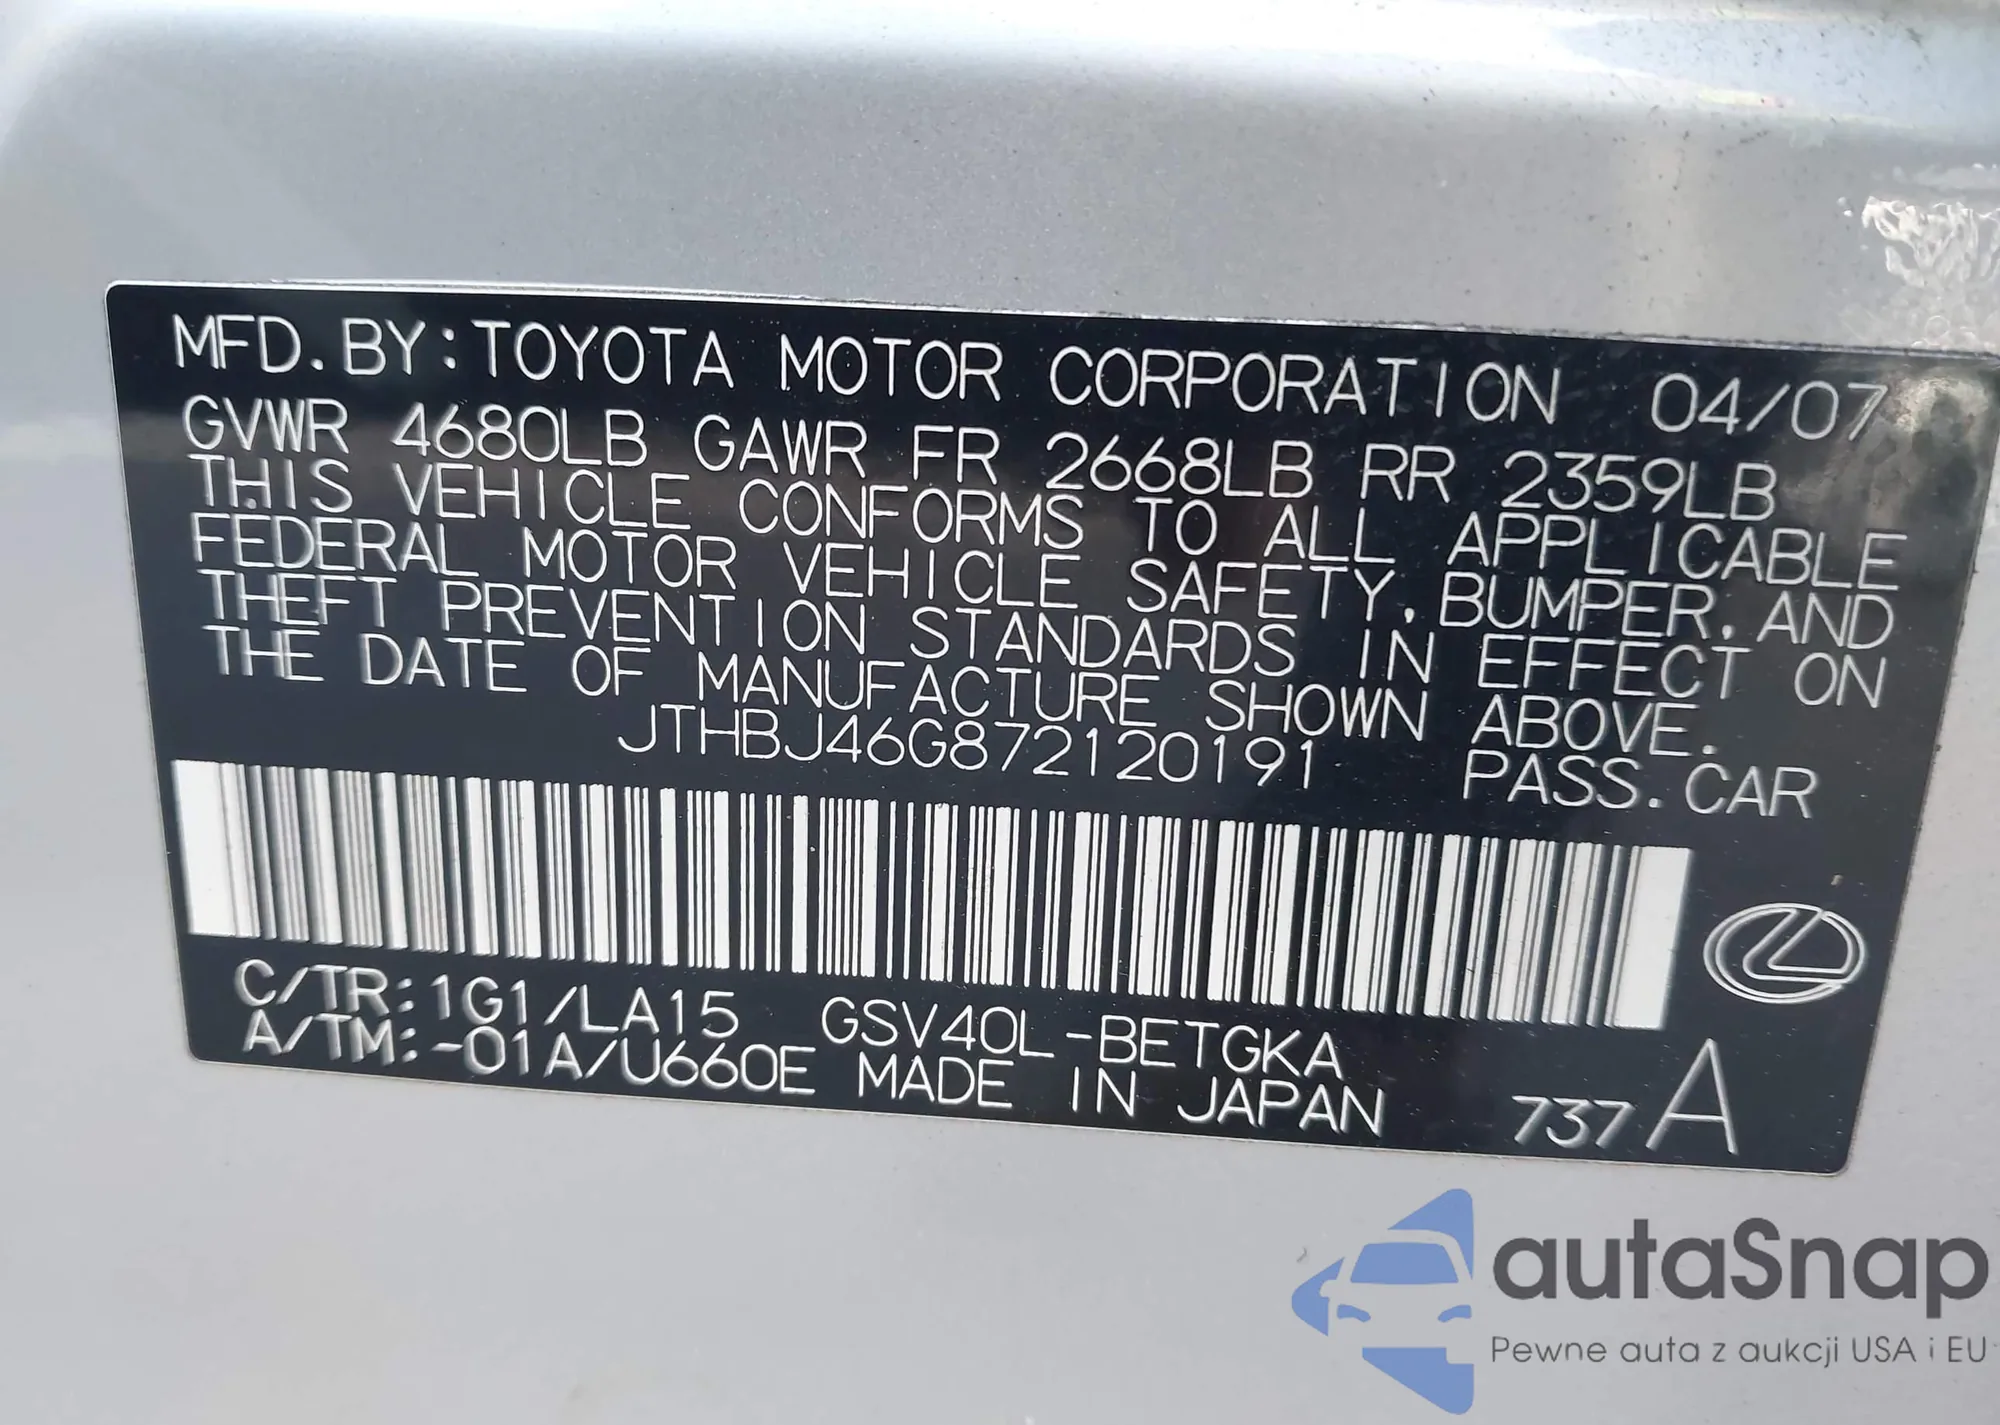 MFD. BY: TOYOTA MOTOR CORPORATION 04/07
GVWR 4680LB GAWR FR 2668LB RR 2359LB
THIS VEHICLE CONFORMS TO ALL APPLICABLE
FEDERAL MOTOR VEHICLE SAFETY, BUMPER, AND
THEFT PREVENTION STANDARDS IN EFFECT ON
THE DATE OF MANUFACTURE SHOWN ABOVE.
JTHBJ46G872120191 PASS. CAR
C/TR: 1G1/LA15 GSV40L-BETGKA
A/TM: -01A/U660E MADE IN JAPAN 737 A
autaSnap
Pewne auta z aukcji USA i EU